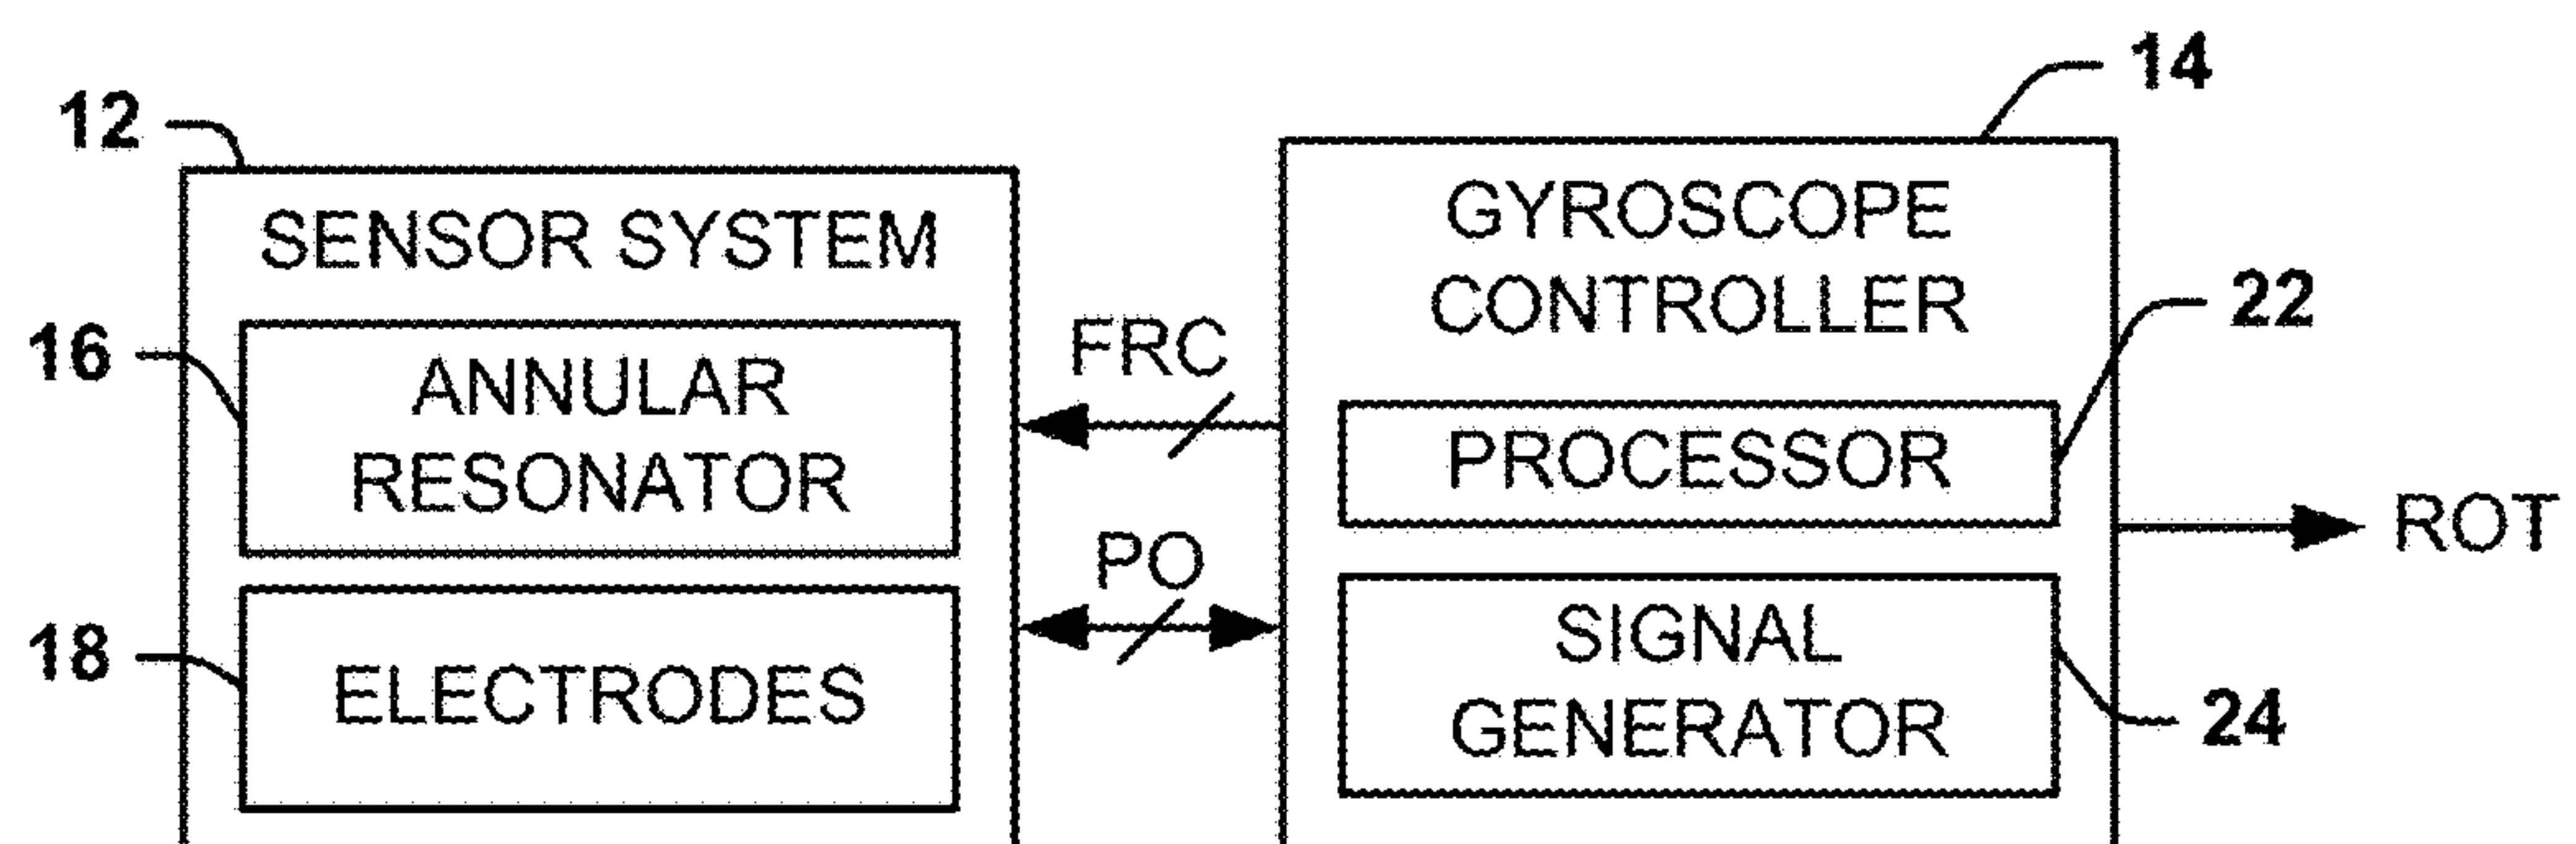 12
SENSOR SYSTEM
16
ANNULAR
RESONATOR
18
ELECTRODES
FRC
PO
14
GYROSCOPE
CONTROLLER
22
PROCESSOR
SIGNAL
GENERATOR
24
ROT